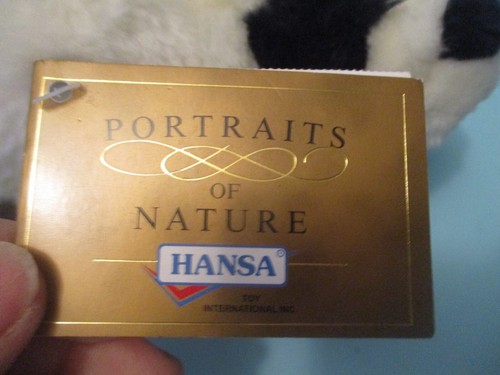 PORTRAITS
OF
NATURE
HANSA
TOY
INTERNATIONAL INC.